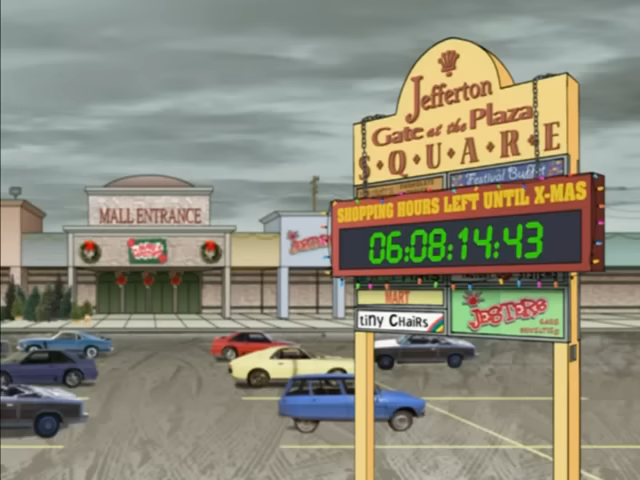 Jefferton
Gate at the Plaza
S·Q·U·A·R·E
Festival Buffet
SHOPPING HOURS LEFT UNTIL X-MAS
06:08:14:43
MART
tiny CHairs
JESTERS
MALL ENTRANCE